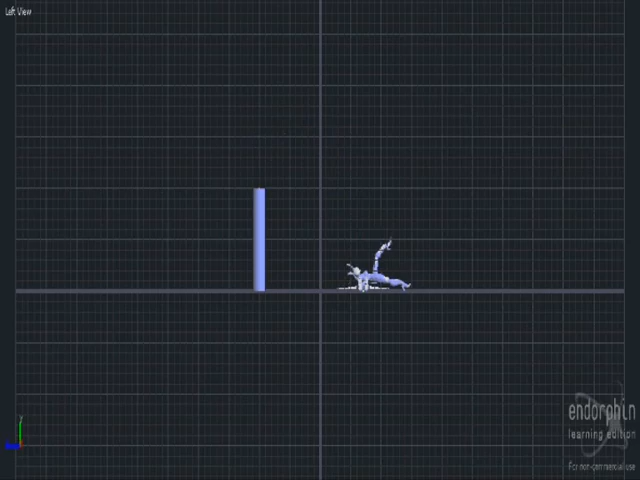 Left View
Y
endorphin
learning edition
For non-commercial use